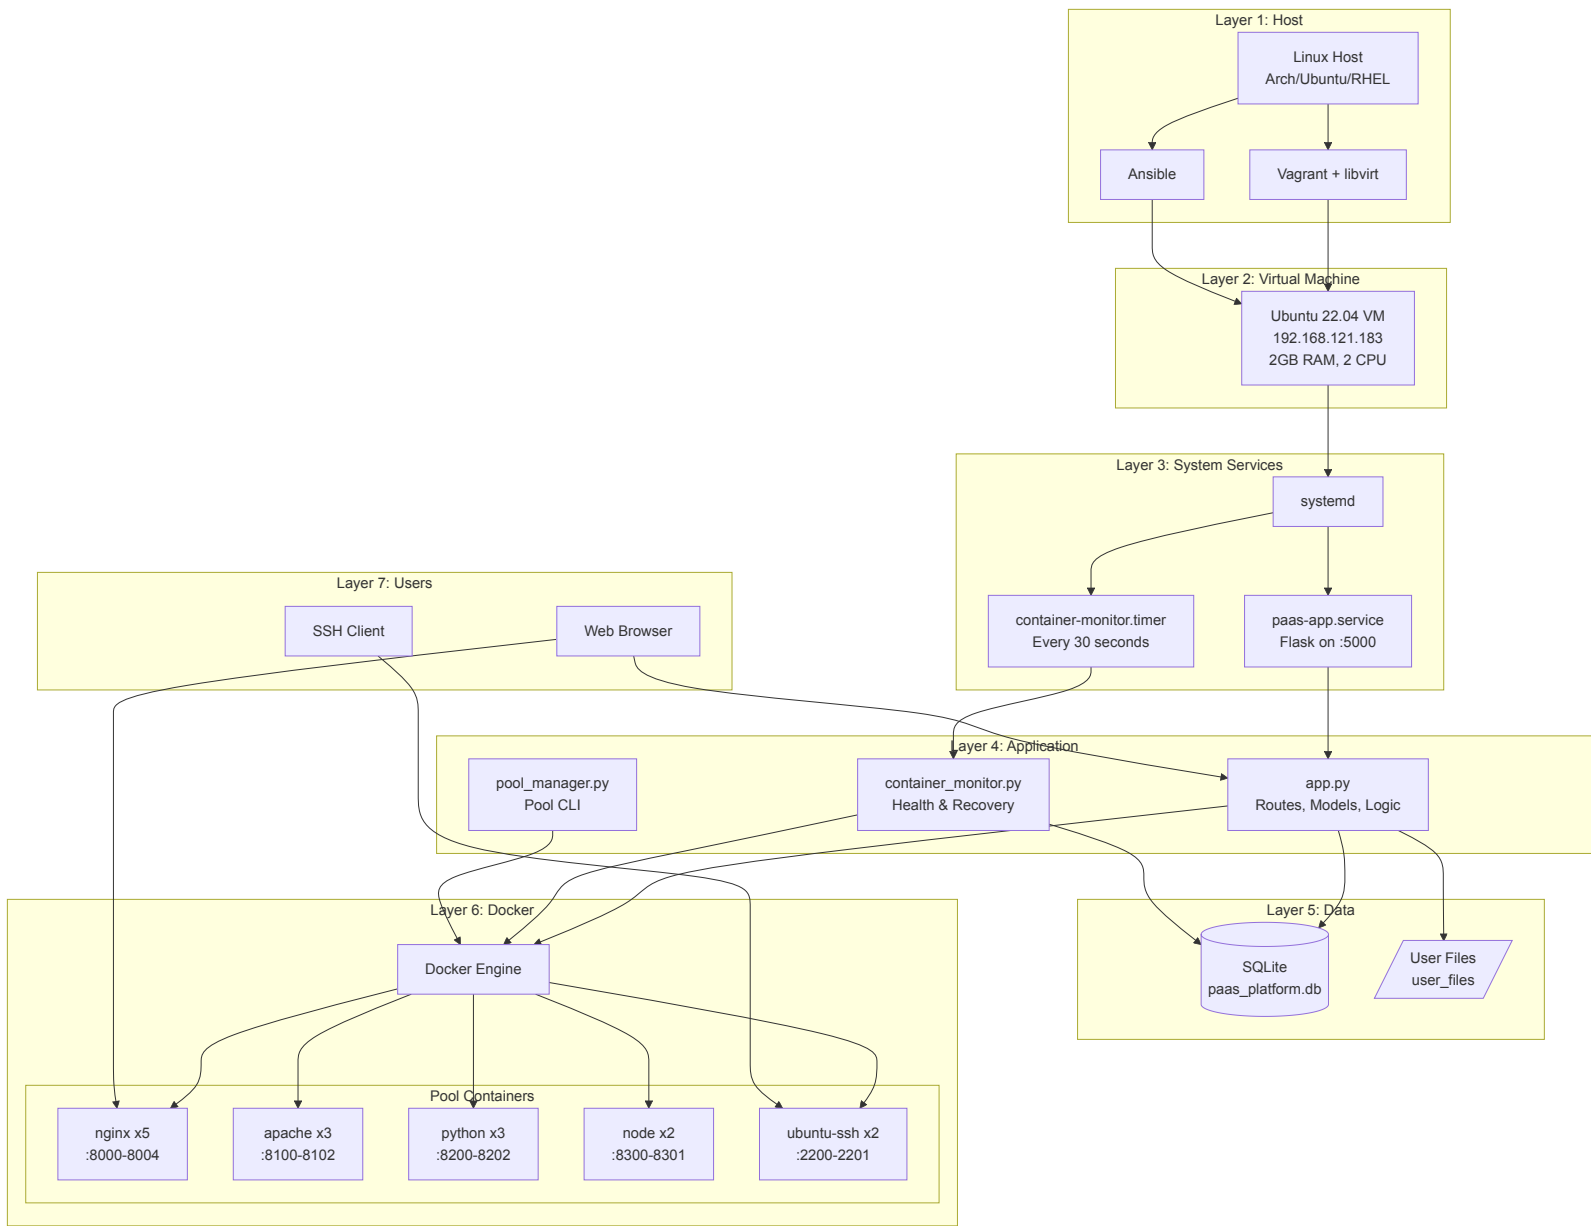 Layer 1: Host
Linux Host
Arch/Ubuntu/RHEL
Ansible
Vagrant + libvirt
Layer 2: Virtual Machine
Ubuntu 22.04 VM
192.168.121.183
2GB RAM, 2 CPU
Layer 3: System Services
systemd
container-monitor.timer
Every 30 seconds
paas-app.service
Flask on :5000
Layer 7: Users
SSH Client
Web Browser
Layer 4: Application
pool_manager.py
Pool CLI
container_monitor.py
Health & Recovery
app.py
Routes, Models, Logic
Layer 6: Docker
Docker Engine
Layer 5: Data
SQLite
paas_platform.db
User Files
user_files
Pool Containers
nginx x5
:8000-8004
apache x3
:8100-8102
python x3
:8200-8202
node x2
:8300-8301
ubuntu-ssh x2
:2200-2201